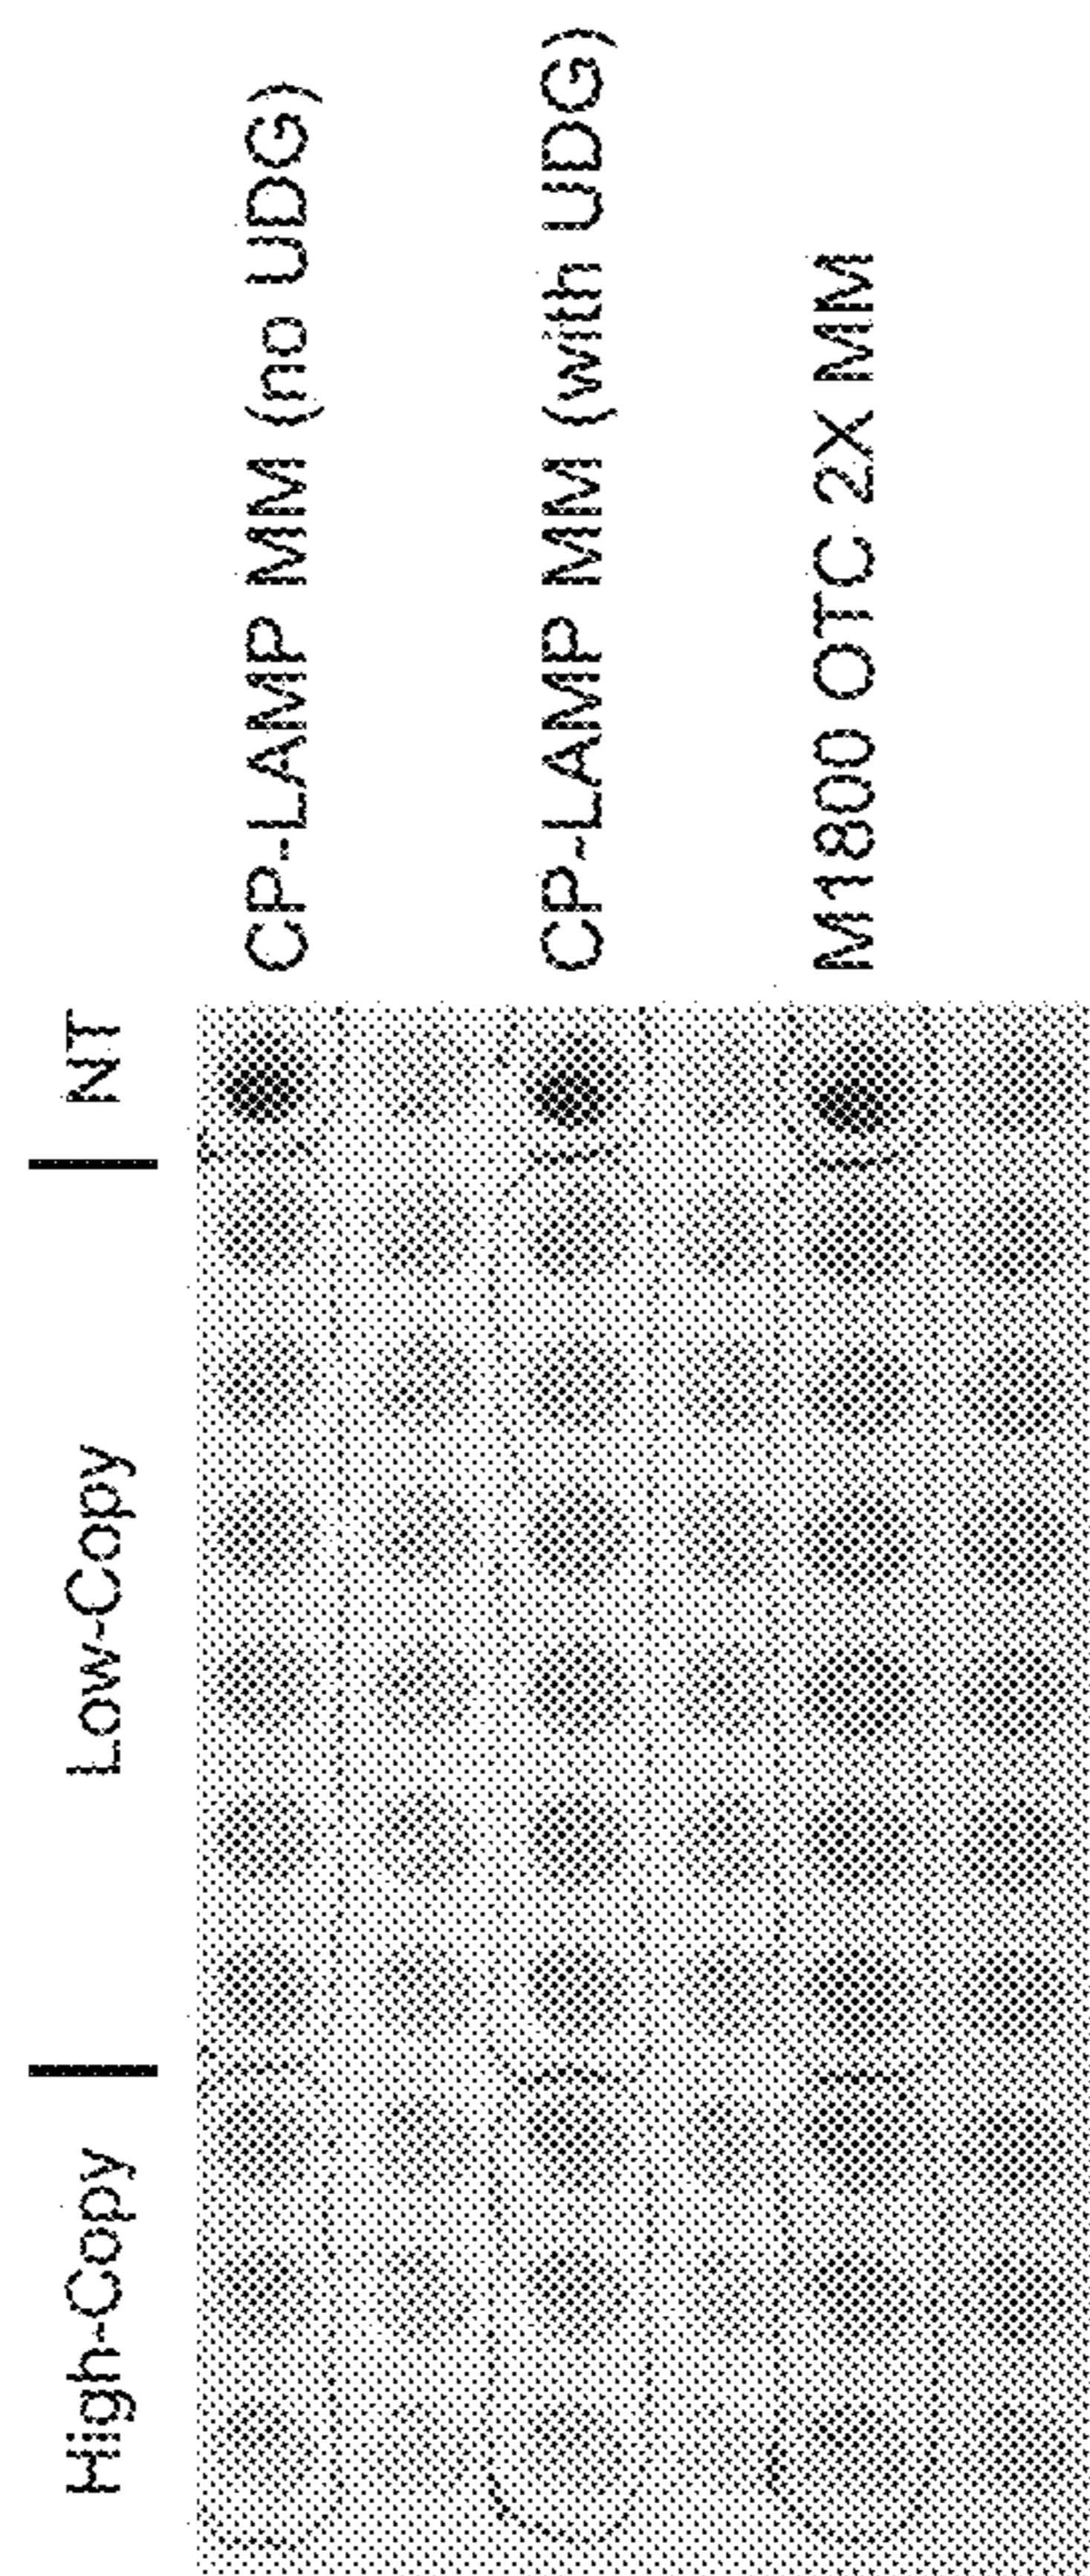 High-Copy | Low-Copy | NT
CP-LAMP MM (no UDG)
CP-LAMP MM (with UDG)
M1800 OTC 2X MM